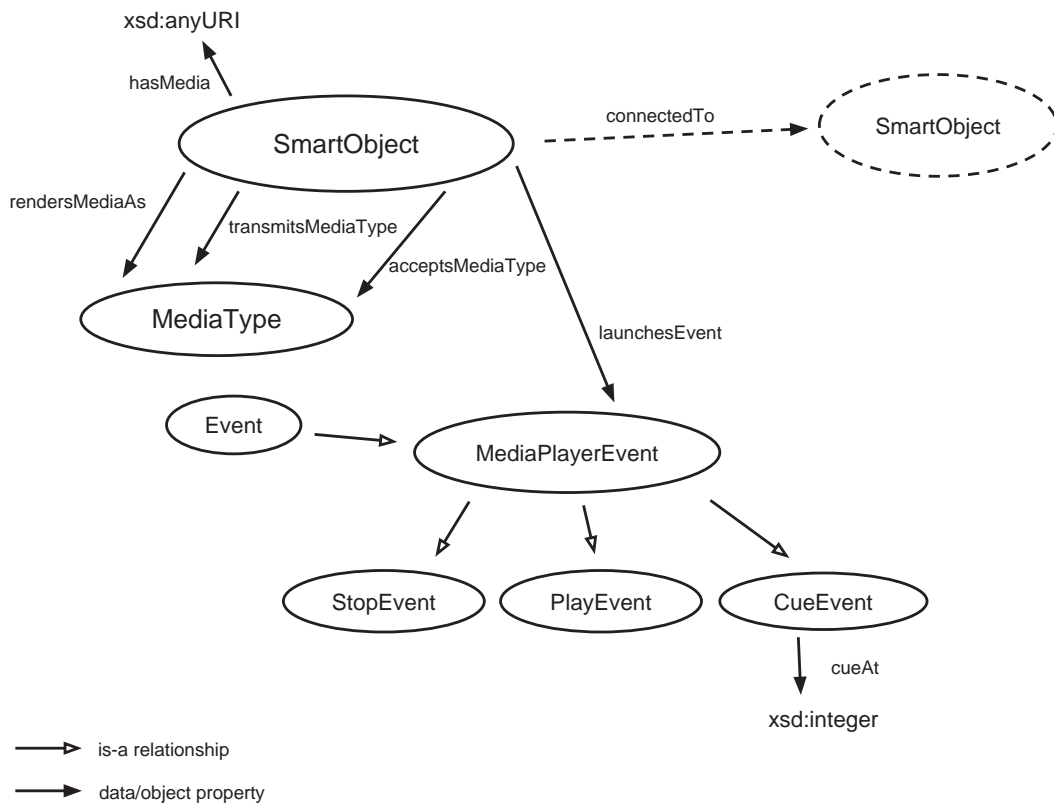 xsd:anyURI
hasMedia
SmartObject
connectedTo
SmartObject
rendersMediaAs
transmitsMediaType
acceptsMediaType
MediaType
launchesEvent
Event
MediaPlayerEvent
StopEvent
PlayEvent
CueEvent
cueAt
xsd:integer
is-a relationship
data/object property